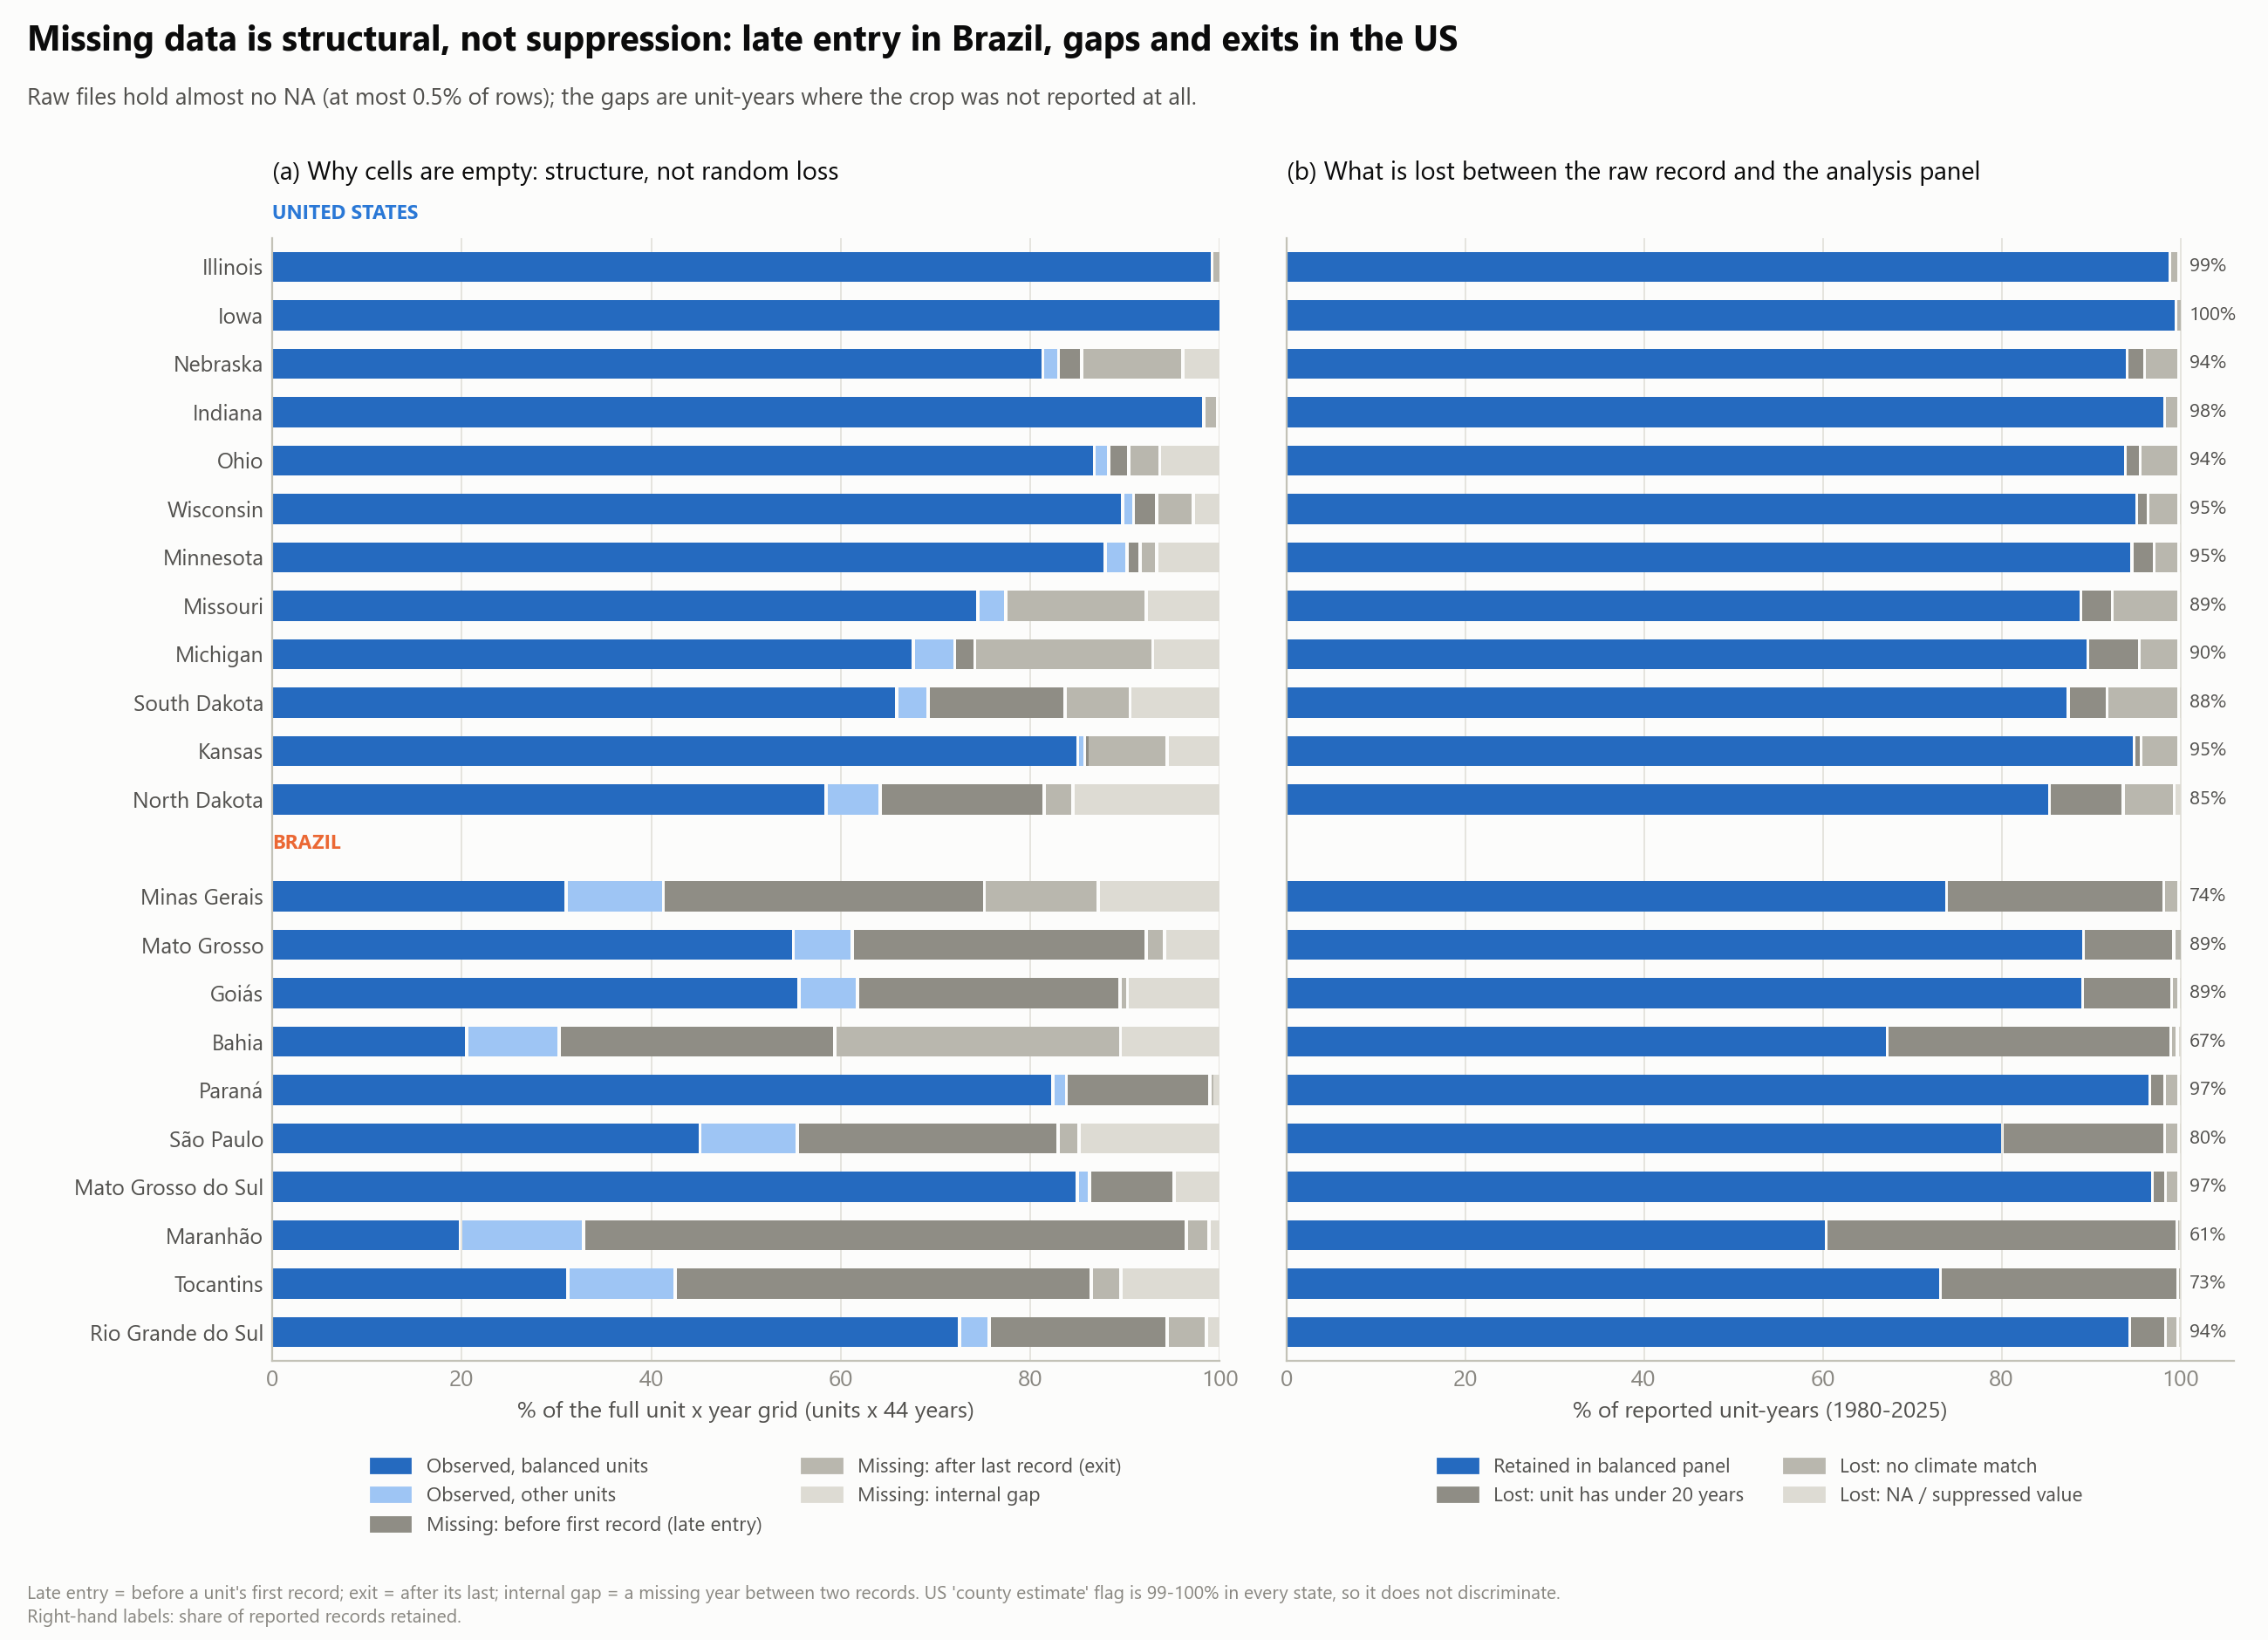 Missing data is structural, not suppression: late entry in Brazil, gaps and exits in the US
Raw files hold almost no NA (at most 0.5% of rows); the gaps are unit-years where the crop was not reported at all.
(a) Why cells are empty: structure, not random loss
UNITED STATES
Illinois
Iowa
Nebraska
Indiana
Ohio
Wisconsin
Minnesota
Missouri
Michigan
South Dakota
Kansas
North Dakota
BRAZIL
Minas Gerais
Mato Grosso
Goiás
Bahia
Paraná
São Paulo
Mato Grosso do Sul
Maranhão
Tocantins
Rio Grande do Sul
0 20 40 60 80 100
% of the full unit x year grid (units x 44 years)
Observed, balanced units
Observed, other units
Missing: before first record (late entry)
Missing: after last record (exit)
Missing: internal gap
(b) What is lost between the raw record and the analysis panel
99%
100%
94%
98%
94%
95%
95%
89%
90%
88%
95%
85%
74%
89%
89%
67%
97%
80%
97%
61%
73%
94%
0 20 40 60 80 100
% of reported unit-years (1980-2025)
Retained in balanced panel
Lost: unit has under 20 years
Lost: no climate match
Lost: NA / suppressed value
Late entry = before a unit's first record; exit = after its last; internal gap = a missing year between two records. US 'county estimate' flag is 99-100% in every state, so it does not discriminate.
Right-hand labels: share of reported records retained.